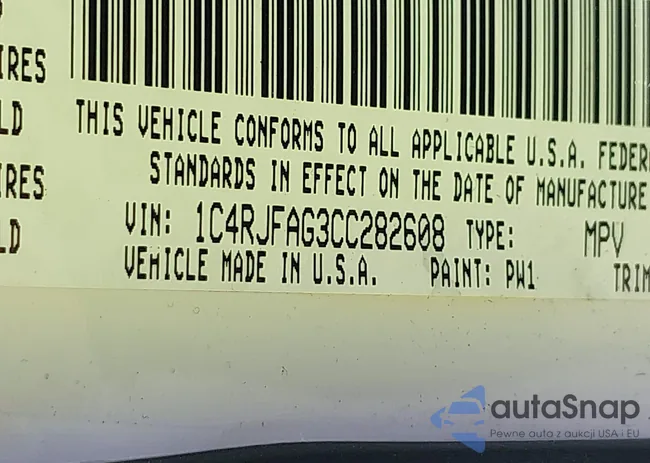 IRES
LD
THIS VEHICLE CONFORMS TO ALL APPLICABLE U.S.A. FEDER
STANDARDS IN EFFECT ON THE DATE OF MANUFACTURE
IRES
VIN: 1C4RJFAG3CC282608 TYPE: MPV
LD
VEHICLE MADE IN U.S.A. PAINT: PW1 TRIM
autaSnap
Pewne auta z aukcji USA i EU